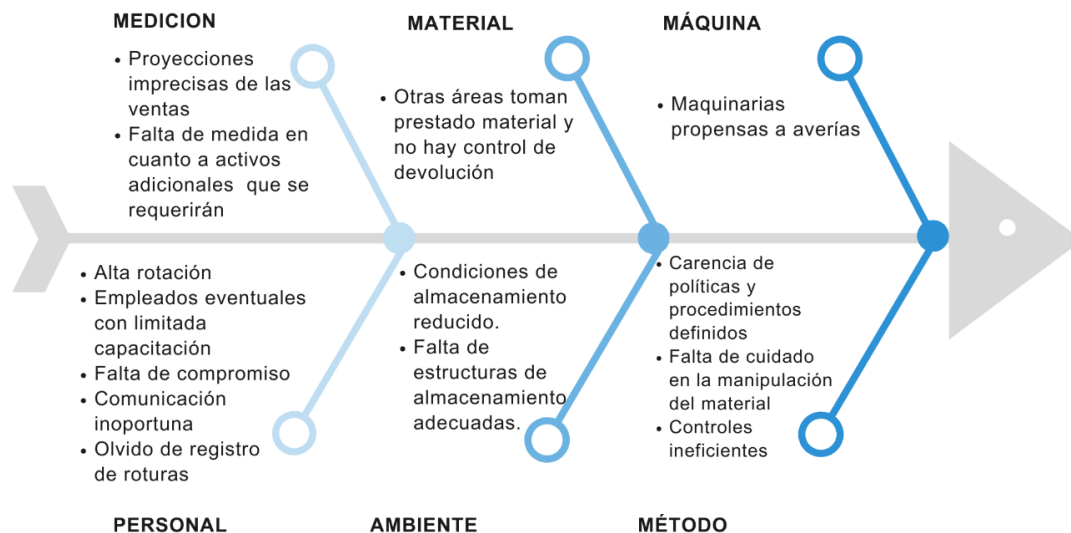 MEDICION
• Proyecciones
imprecisas de las
ventas
• Falta de medida en
cuanto a activos
adicionales que se
requerirán
MATERIAL
• Otras áreas toman
prestado material y
no hay control de
devolución
MÁQUINA
• Maquinarias
propensas a averías
• Alta rotación
• Empleados eventuales
con limitada
capacitación
• Falta de compromiso
• Comunicación
inoportuna
• Olvido de registro
de roturas
PERSONAL
• Condiciones de
almacenamiento
reducido.
• Falta de
estructuras de
almacenamiento
adecuadas.
AMBIENTE
• Carencia de
políticas y
procedimientos
definidos
• Falta de cuidado
en la manipulación
del material
• Controles
ineficientes
MÉTODO